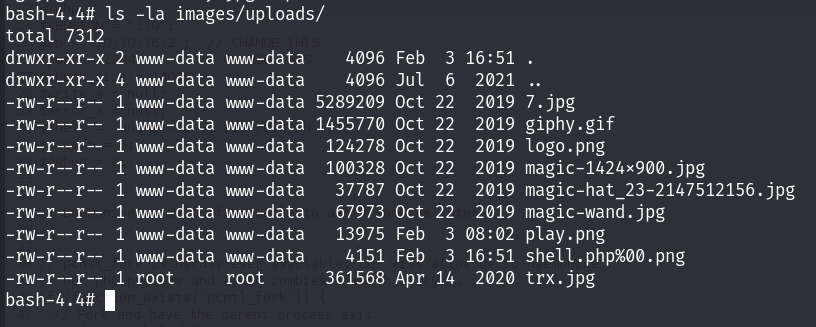 bash-4.4# ls -la images/uploads/
total 7312
drwxr-xr-x 2 www-data www-data    4096 Feb  3 16:51 .
drwxr-xr-x 4 www-data www-data    4096 Jul  6  2021 ..
-rw-r--r-- 1 www-data www-data 5289209 Oct 22  2019 7.jpg
-rw-r--r-- 1 www-data www-data 1455770 Oct 22  2019 giphy.gif
-rw-r--r-- 1 www-data www-data  124278 Oct 22  2019 logo.png
-rw-r--r-- 1 www-data www-data  100328 Oct 22  2019 magic-1424×900.jpg
-rw-r--r-- 1 www-data www-data   37787 Oct 22  2019 magic-hat_23-2147512156.jpg
-rw-r--r-- 1 www-data www-data   67973 Oct 22  2019 magic-wand.jpg
-rw-r--r-- 1 www-data www-data   13975 Feb  3 08:02 play.png
-rw-r--r-- 1 www-data www-data    4151 Feb  3 16:51 shell.php%00.png
-rw-r--r-- 1 root     root      361568 Apr 14  2020 trx.jpg
bash-4.4#